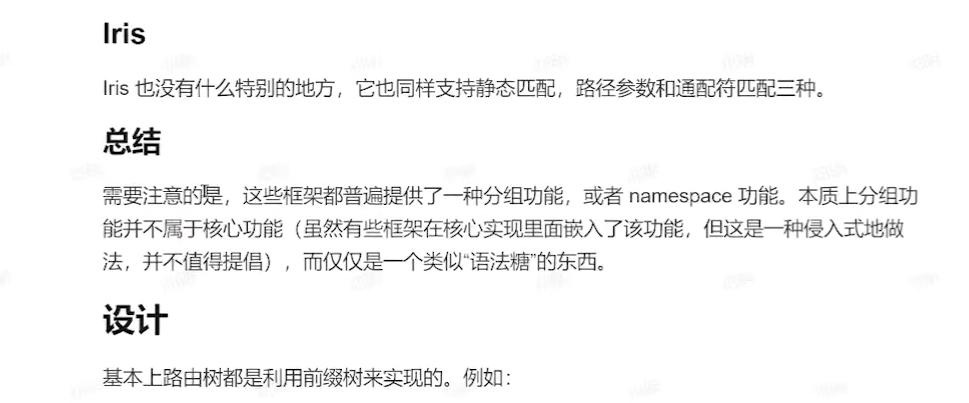 Iris
Iris 也没有什么特别的地方，它也同样支持静态匹配，路径参数和通配符匹配三种。
总结
需要注意的是，这些框架都普遍提供了一种分组功能，或者 namespace 功能。本质上分组功
能并不属于核心功能（虽然有些框架在核心实现里面嵌入了该功能，但这是一种侵入式地做
法，并不值得提倡），而仅仅是一个类似“语法糖”的东西。
设计
基本上路由树都是利用前缀树来实现的。例如：